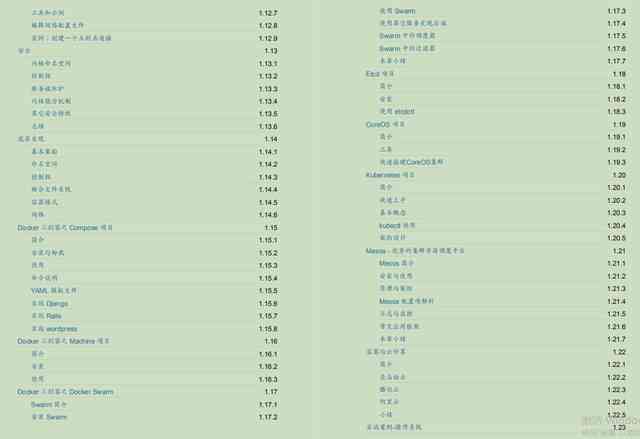 工具和示例 1.12.7
编辑网络配置文件 1.12.8
实例：创建一个点到点连接 1.12.9
安全 1.13
内核命名空间 1.13.1
控制组 1.13.2
服务端防护 1.13.3
内核能力机制 1.13.4
其它安全特性 1.13.5
总结 1.13.6
底层实现 1.14
基本架构 1.14.1
命名空间 1.14.2
控制组 1.14.3
联合文件系统 1.14.4
容器格式 1.14.5
网络 1.14.6
Docker 三剑客之 Compose 项目 1.15
简介 1.15.1
安装与卸载 1.15.2
使用 1.15.3
命令说明 1.15.4
YAML 模板文件 1.15.5
实战 Django 1.15.6
实战 Rails 1.15.7
实战 wordpress 1.15.8
Docker 三剑客之 Machine 项目 1.16
简介 1.16.1
安装 1.16.2
使用 1.16.3
Docker 三剑客之 Docker Swarm 1.17
Swarm 简介 1.17.1
安装 Swarm 1.17.2
使用 Swarm 1.17.3
使用其它服务发现后端 1.17.4
Swarm 中的调度器 1.17.5
Swarm 中的过滤器 1.17.6
本章小结 1.17.7
Etcd 项目 1.18
简介 1.18.1
安装 1.18.2
使用 etcdctl 1.18.3
CoreOS 项目 1.19
简介 1.19.1
工具 1.19.2
快速搭建CoreOS集群 1.19.3
Kubernetes 项目 1.20
简介 1.20.1
快速上手 1.20.2
基本概念 1.20.3
kubectl 使用 1.20.4
架构设计 1.20.5
Mesos - 优秀的集群资源调度平台 1.21
Mesos 简介 1.21.1
安装与使用 1.21.2
原理与架构 1.21.3
Mesos 配置项解析 1.21.4
日志与监控 1.21.5
常见应用框架 1.21.6
本章小结 1.21.7
容器与云计算 1.22
简介 1.22.1
亚马逊云 1.22.2
腾讯云 1.22.3
阿里云 1.22.4
小结 1.22.5
实战案例-操作系统 1.23
激活 Windows